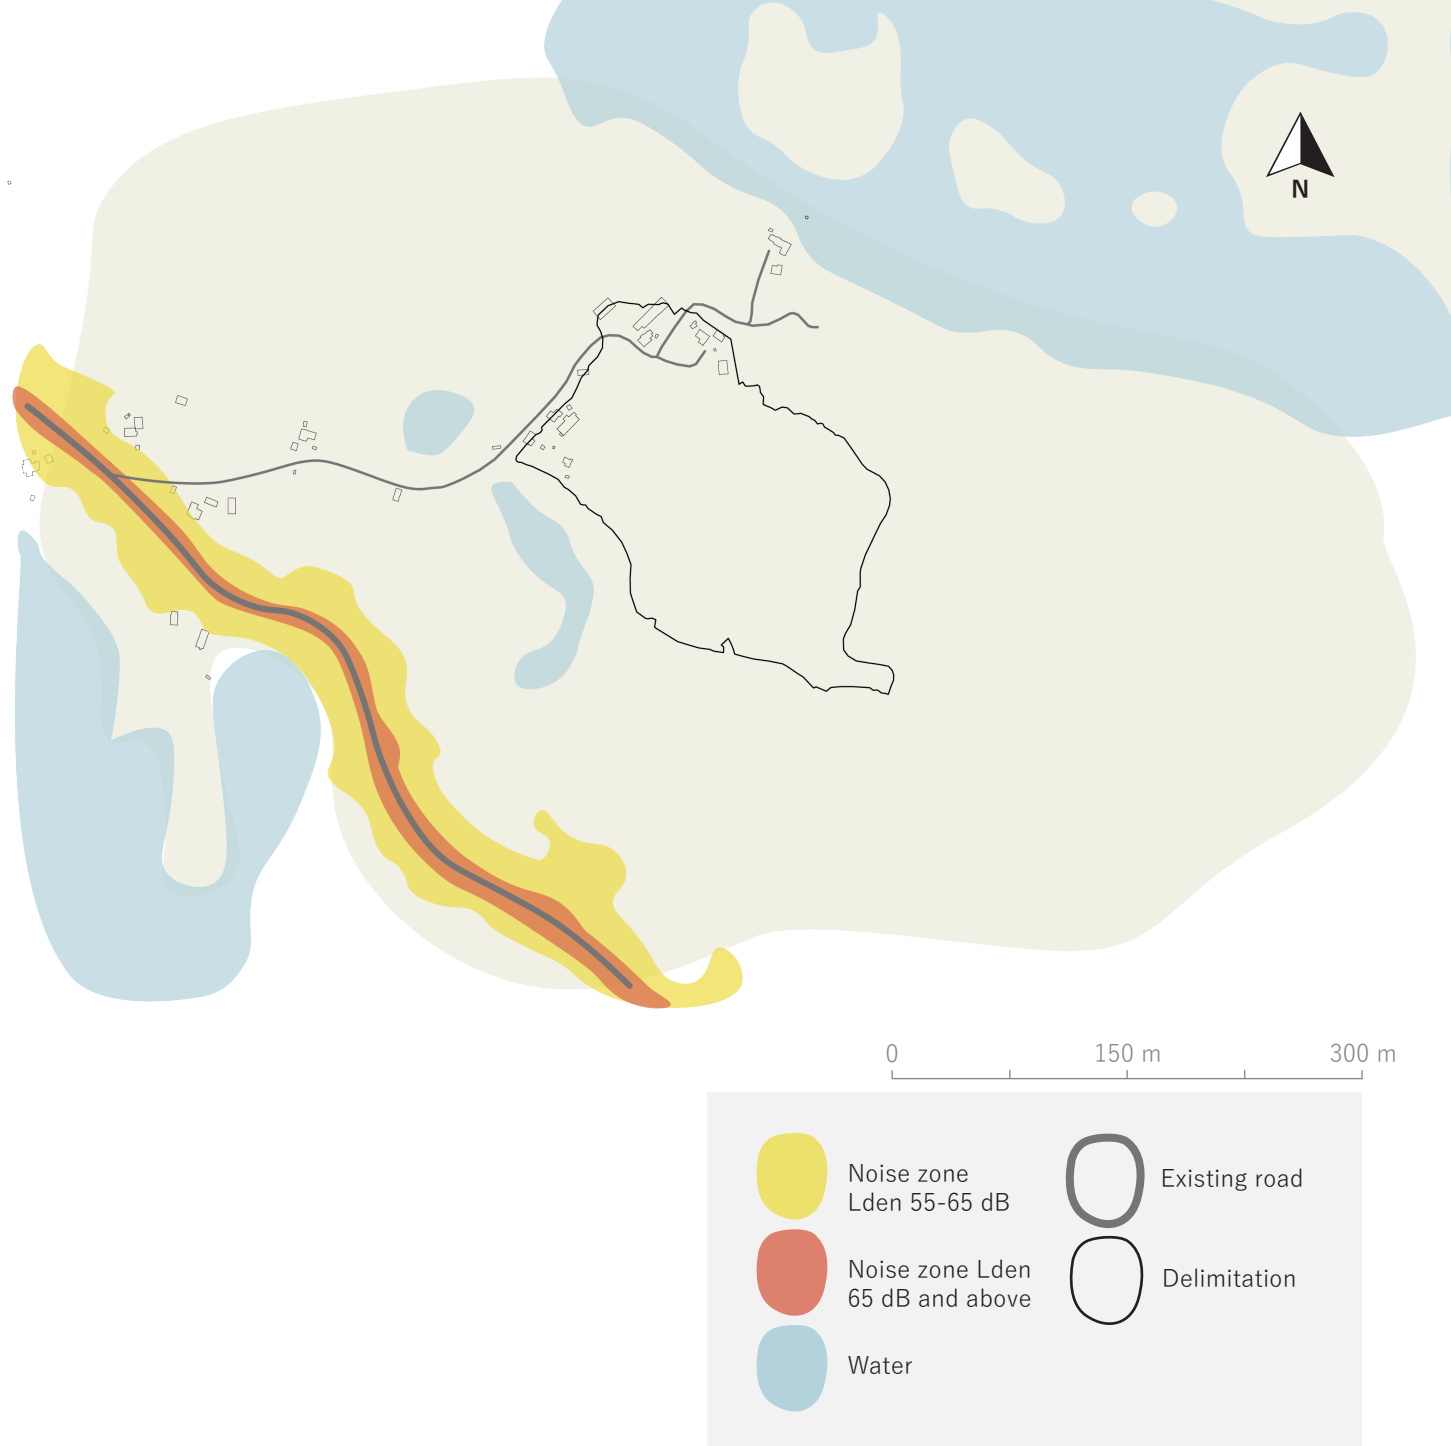 N
0 150 m 300 m
Noise zone
Lden 55-65 dB
Existing road
Noise zone Lden
65 dB and above
Delimitation
Water